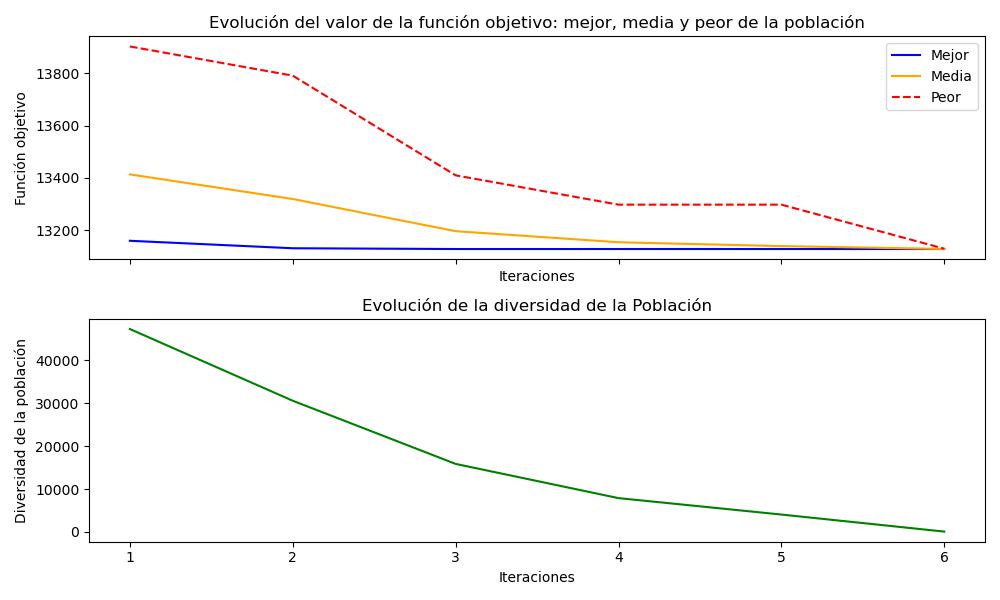 Evolución del valor de la función objetivo: mejor, media y peor de la población
Función objetivo
13800
13600
13400
13200
Mejor
Media
Peor
Iteraciones
Evolución de la diversidad de la Población
Diversidad de la población
40000
30000
20000
10000
0
1 2 3 4 5 6
Iteraciones